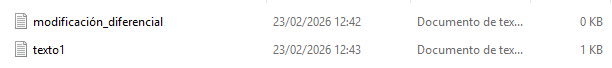 modificación_diferencial 23/02/2026 12:42 Documento de tex... 0 KB
texto1 23/02/2026 12:43 Documento de tex... 1 KB